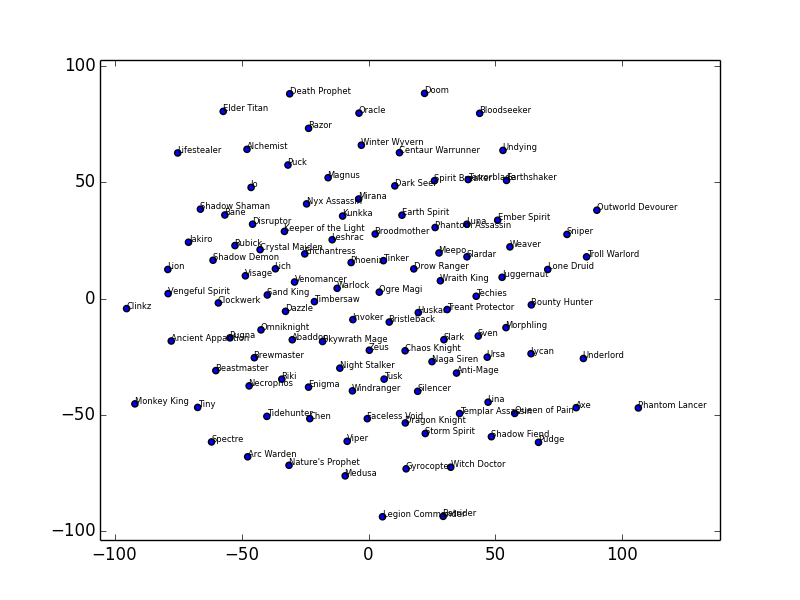 100
50
0
−50
−100
−100
−50
0
50
100
Death Prophet
Doom
Elder Titan
Oracle
Bloodseeker
Razor
Lifestealer
Alchemist
Winter Wyvern
Centaur Warrunner
Undying
Puck
Magnus
Io
Dark Seer
Spirit Breaker
Terrorblade
Earthshaker
Nyx Assassin
Mirana
Shadow Shaman
Bane
Kunkka
Earth Spirit
Outworld Devourer
Disruptor
Keeper of the Light
Leshrac
Broodmother
Phantom Assassin
Luna
Ember Spirit
Sniper
Jakiro
Rubick
Crystal Maiden
Enchantress
Meepo
Slardar
Weaver
Troll Warlord
Lion
Shadow Demon
Visage
Lich
Phoenix
Tinker
Drow Ranger
Wraith King
Juggernaut
Lone Druid
Venomancer
Warlock
Ogre Magi
Vengeful Spirit
Sand King
Techies
Clinkz
Clockwerk
Timbersaw
Dazzle
Huskar
Treant Protector
Bounty Hunter
Invoker
Bristleback
Omniknight
Morphling
Ancient Apparition
Pugna
Abaddon
Skywrath Mage
Slark
Sven
Zeus
Chaos Knight
Brewmaster
Naga Siren
Ursa
Lycan
Underlord
Beastmaster
Night Stalker
Anti-Mage
Riki
Necrophos
Enigma
Windranger
Tusk
Silencer
Monkey King
Tiny
Lina
Axe
Phantom Lancer
Tidehunter
Chen
Faceless Void
Dragon Knight
Templar Assassin
Queen of Pain
Spectre
Viper
Storm Spirit
Shadow Fiend
Pudge
Arc Warden
Nature's Prophet
Medusa
Gyrocopter
Witch Doctor
Legion Commander
Batrider